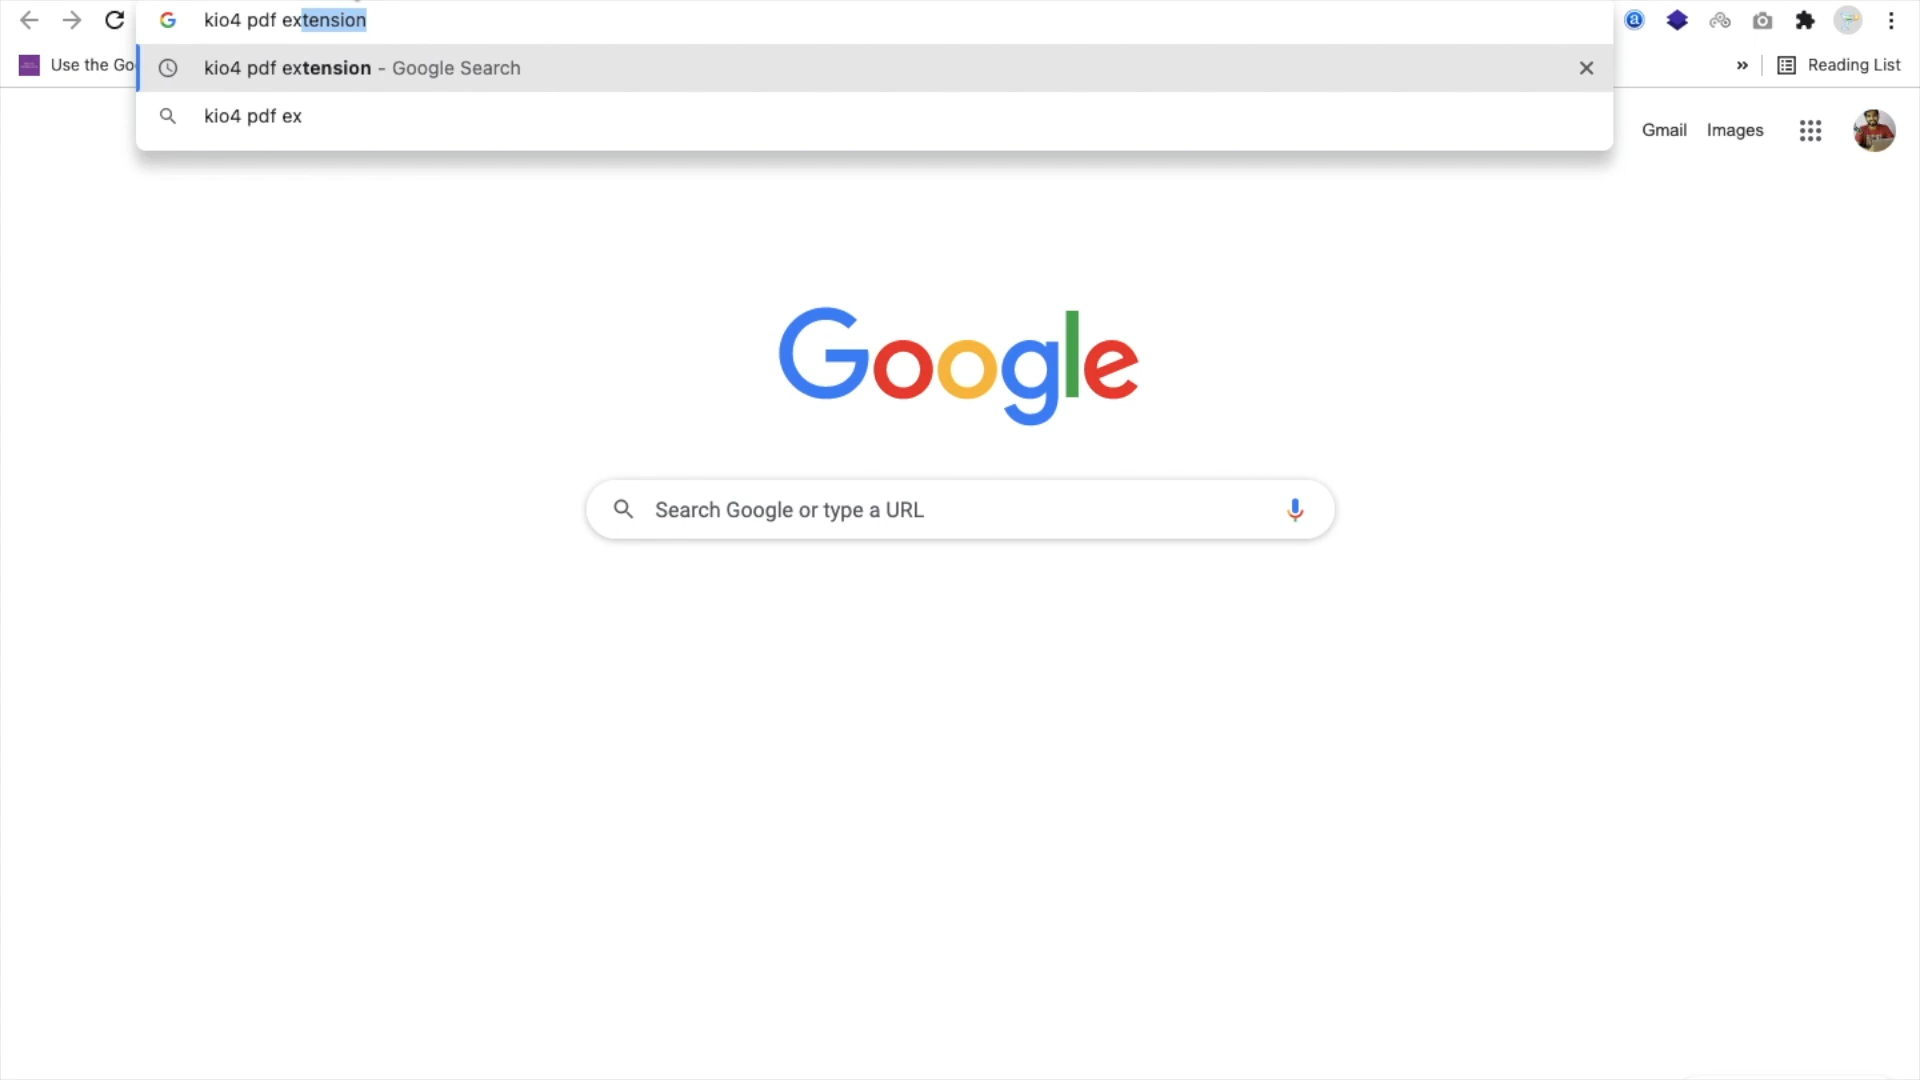 kio4 pdf extension
Use the Goo
kio4 pdf extension - Google Search
Reading List
kio4 pdf ex
Gmail
Images
Google
Search Google or type a URL